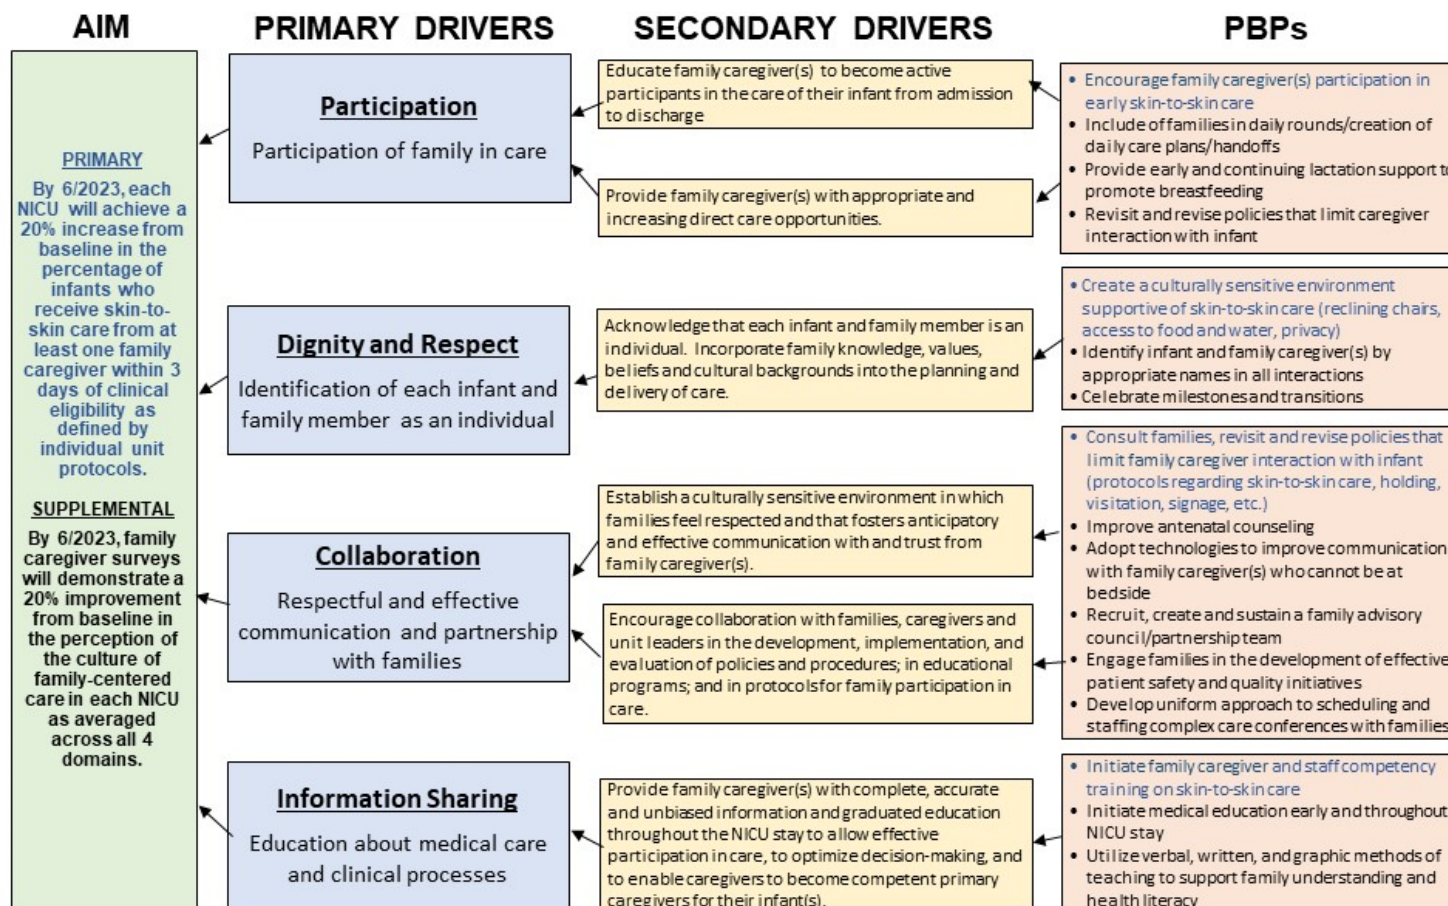 AIM
PRIMARY DRIVERS
SECONDARY DRIVERS
PBPs
PRIMARY
By 6/2023, each
NICU will achieve a
20% increase from
baseline in the
percentage of
infants who
receive skin-to-
skin care from at
least one family
caregiver within 3
days of clinical
eligibility as
defined by
individual unit
protocols.
SUPPLEMENTAL
By 6/2023, family
caregiver surveys
will demonstrate a
20% improvement
from baseline in
the perception of
the culture of
family-centered
care in each NICU
as averaged
across all 4
domains.
Participation
Participation of family in care
Educate family caregiver(s) to become active
participants in the care of their infant from admission
to discharge
Provide family caregiver(s) with appropriate and
increasing direct care opportunities.
• Encourage family caregiver(s) participation in
early skin-to-skin care
• Include of families in daily rounds/creation of
daily care plans/handoffs
• Provide early and continuing lactation support to
promote breastfeeding
• Revisit and revise policies that limit caregiver
interaction with infant
Dignity and Respect
Identification of each infant and
family member as an individual
Acknowledge that each infant and family member is an
individual. Incorporate family knowledge, values,
beliefs and cultural backgrounds into the planning and
delivery of care.
• Create a culturally sensitive environment
supportive of skin-to-skin care (reclining chairs,
access to food and water, privacy)
• Identify infant and family caregiver(s) by
appropriate names in all interactions
• Celebrate milestones and transitions
Collaboration
Respectful and effective
communication and partnership
with families
Establish a culturally sensitive environment in which
families feel respected and that fosters anticipatory
and effective communication with and trust from
family caregiver(s).
Encourage collaboration with families, caregivers and
unit leaders in the development, implementation, and
evaluation of policies and procedures; in educational
programs; and in protocols for family participation in
care.
• Consult families, revisit and revise policies that
limit family caregiver interaction with infant
(protocols regarding skin-to-skin care, holding,
visitation, signage, etc.)
• Improve antenatal counseling
• Adopt technologies to improve communication
with family caregiver(s) who cannot be at
bedside
• Recruit, create and sustain a family advisory
council/partnership team
• Engage families in the development of effective
patient safety and quality initiatives
• Develop uniform approach to scheduling and
staffing complex care conferences with families
Information Sharing
Education about medical care
and clinical processes
Provide family caregiver(s) with complete, accurate
and unbiased information and graduated education
throughout the NICU stay to allow effective
participation in care, to optimize decision-making, and
to enable caregivers to become competent primary
caregivers for their infant(s).
• Initiate family caregiver and staff competency
training on skin-to-skin care
• Initiate medical education early and throughout
NICU stay
• Utilize verbal, written, and graphic methods of
teaching to support family understanding and
health literacy